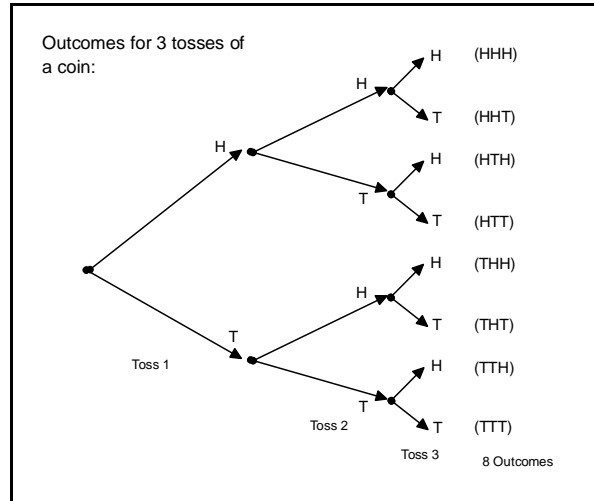 Outcomes for 3 tosses of
a coin:
H (HHH)
H
T (HHT)
H
H (HTH)
T
T (HTT)
H (THH)
H
T (THT)
T
Toss 1
H (TTH)
T
Toss 2
T (TTT)
Toss 3
8 Outcomes